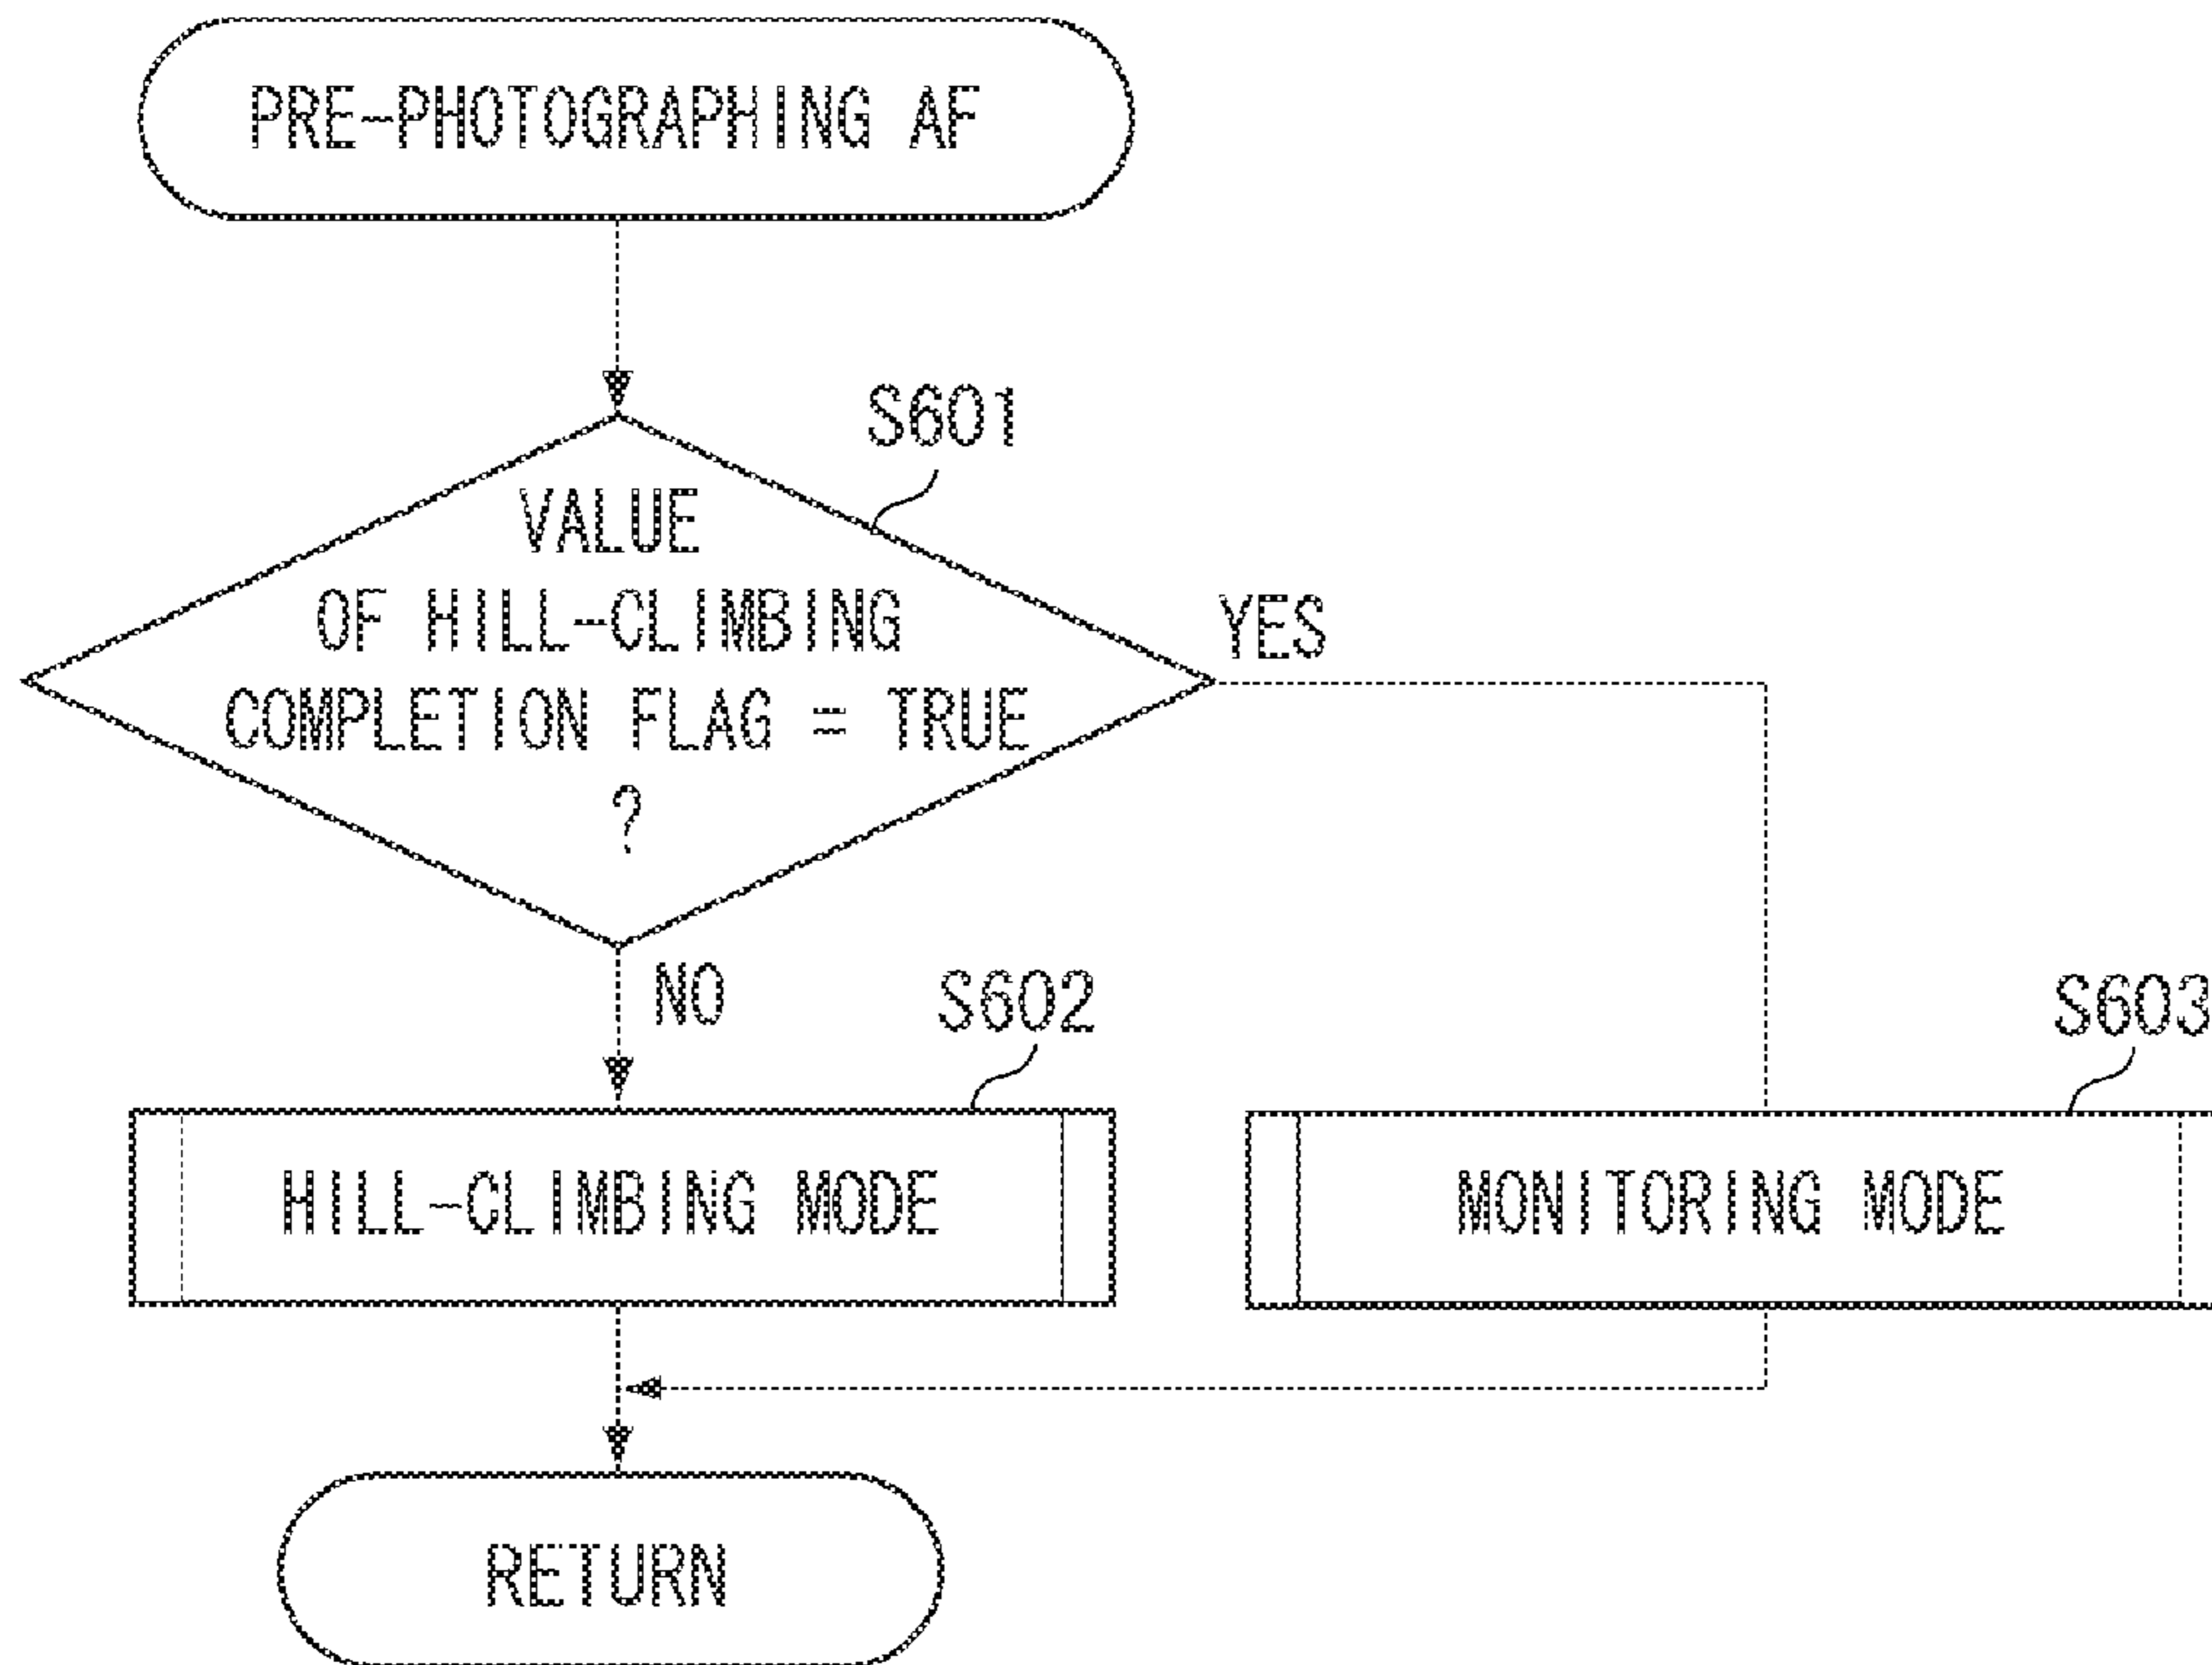 PRE-PHOTOGRAPHING AF
S601
VALUE
OF HILL-CLIMBING
COMPLETION FLAG = TRUE
?
YES
NO
S602
S603
HILL-CLIMBING MODE
MONITORING MODE
RETURN